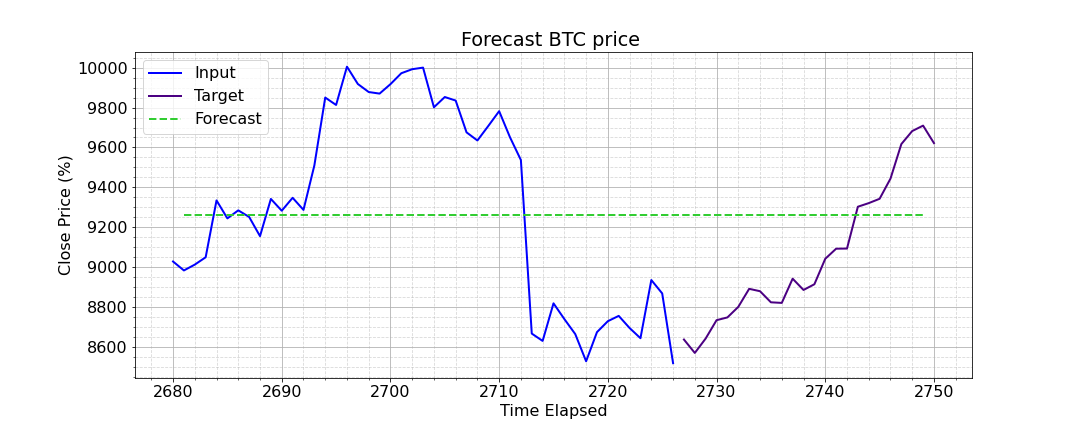 Forecast BTC price
Input
Target
Forecast
Close Price (%)
10000
9800
9600
9400
9200
9000
8800
8600
2680 2690 2700 2710 2720 2730 2740 2750
Time Elapsed